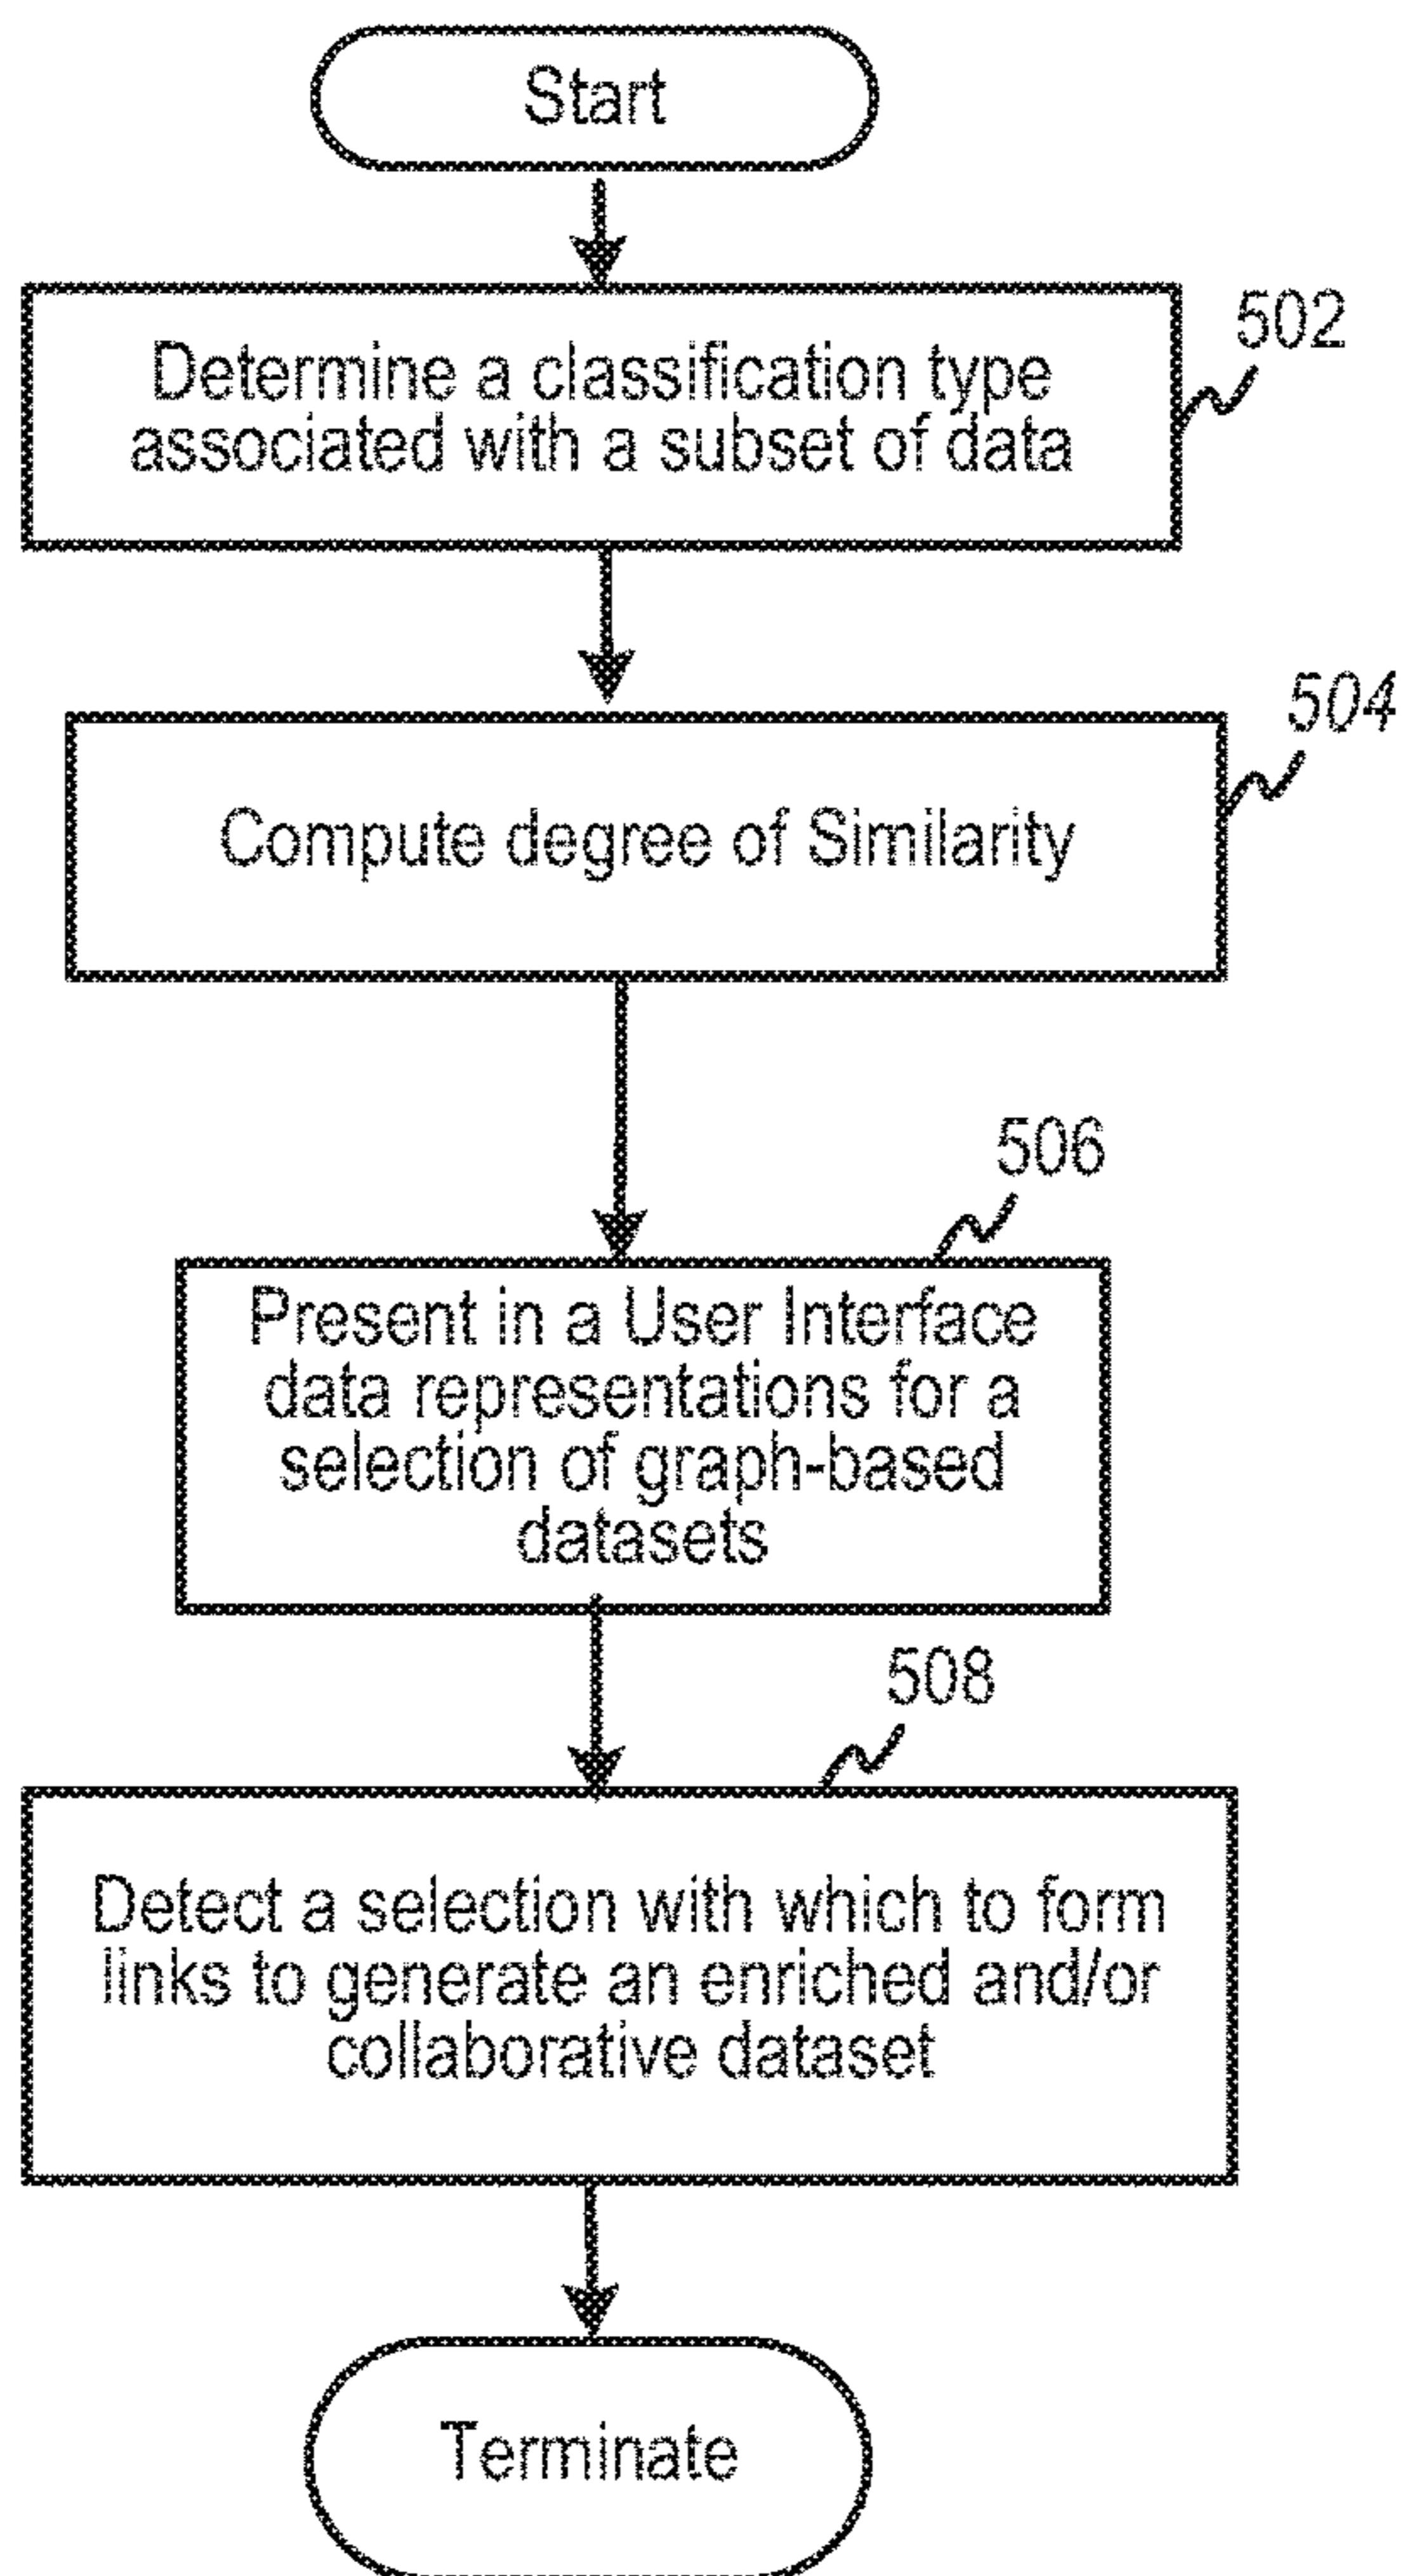 Start
502
Determine a classification type
associated with a subset of data
504
Compute degree of Similarity
506
Present in a User Interface
data representations for a
selection of graph-based
datasets
508
Detect a selection with which to form
links to generate an enriched and/or
collaborative dataset
Terminate